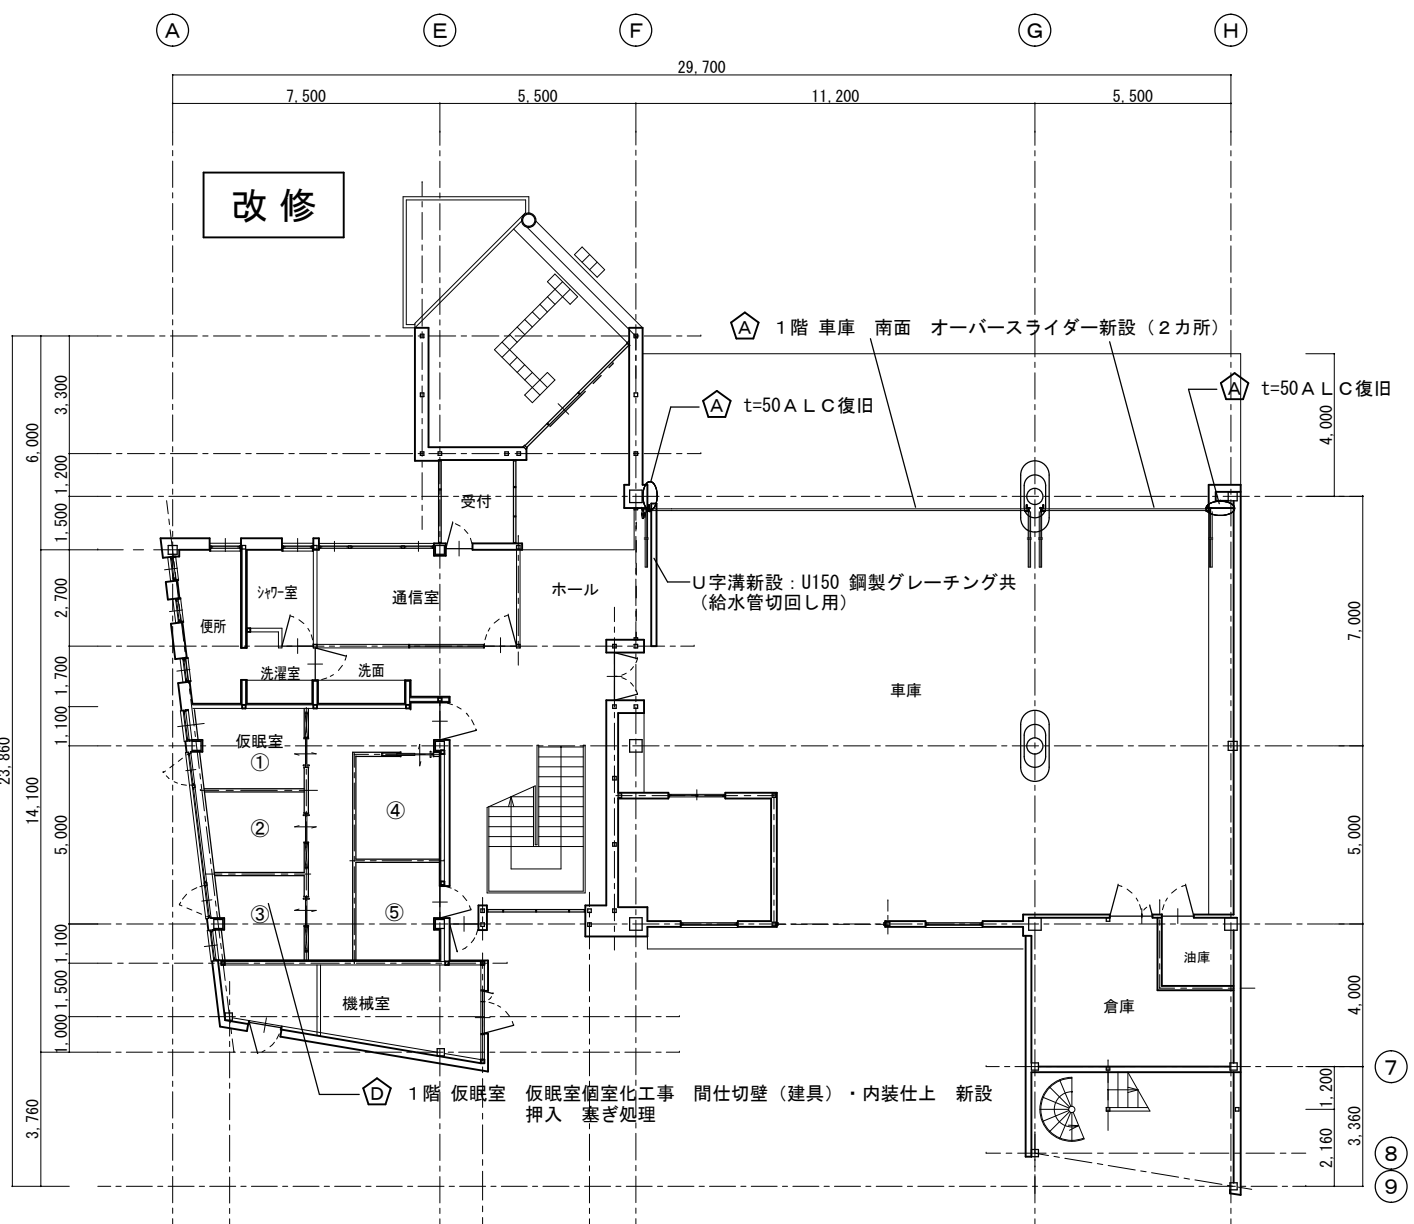 A E F G H
29,700
7,500 5,500 11,200 5,500
改修
A 1階 車庫 南面 オーバースライダー新設(2カ所)
A t=50ALC復旧
A t=50ALC復旧
4,000
3,300
6,000
1,200
1,500
受付
U字溝新設:U150 鋼製グレーチング共
(給水管切回し用)
2,700
シャワー室
通信室
ホール
便所
7,000
1,700
洗濯室
洗面
車庫
1,100
仮眠室
①
23,860
14,100
④
②
5,000
5,000
③
⑤
1,100
油庫
1,500
機械室
倉庫
4,000
1,000
7
D 1階 仮眠室 仮眠室個室化工事 間仕切壁(建具)・内装仕上 新設
押入 塞ぎ処理
1,200
3,760
3,360
2,160
8
9